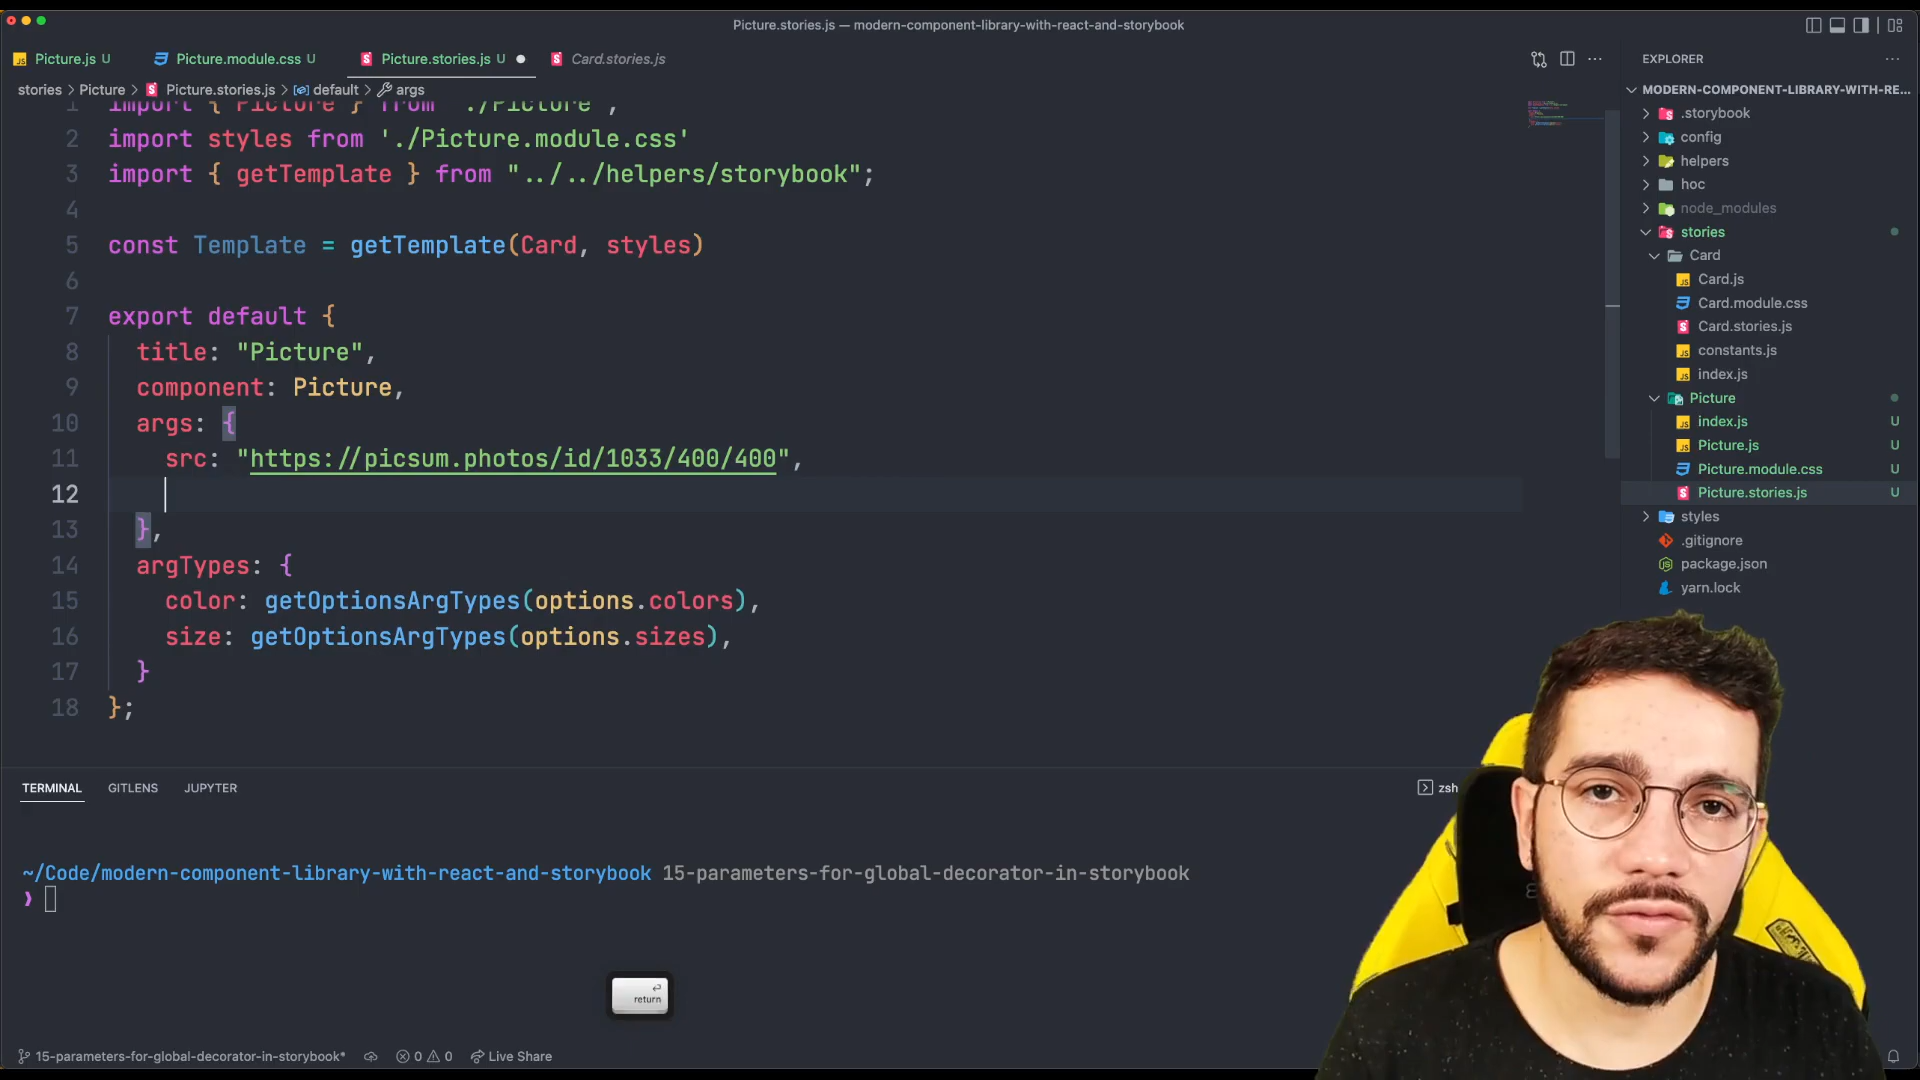 Picture.stories.js — modern-component-library-with-react-and-storybook
Picture.js U
Picture.module.css U
Picture.stories.js U
Card.stories.js
stories > Picture > Picture.stories.js > default > args
1 import { Picture } from "./Picture";
2 import styles from './Picture.module.css'
3 import { getTemplate } from "../../helpers/storybook";
4
5 const Template = getTemplate(Card, styles)
6
7 export default {
8 title: "Picture",
9 component: Picture,
10 args: {
11 src: "https://picsum.photos/id/1033/400/400",
12
13 },
14 argTypes: {
15 color: getOptionsArgTypes(options.colors),
16 size: getOptionsArgTypes(options.sizes),
17 }
18 };
EXPLORER
MODERN-COMPONENT-LIBRARY-WITH-RE...
.storybook
config
helpers
hoc
node_modules
stories
Card
Card.js
Card.module.css
Card.stories.js
constants.js
index.js
Picture
index.js U
Picture.js U
Picture.module.css U
Picture.stories.js U
styles
.gitignore
package.json
yarn.lock
TERMINAL GITLENS JUPYTER
zsh
~/Code/modern-component-library-with-react-and-storybook 15-parameters-for-global-decorator-in-storybook
❯
return
15-parameters-for-global-decorator-in-storybook* 0 0 Live Share